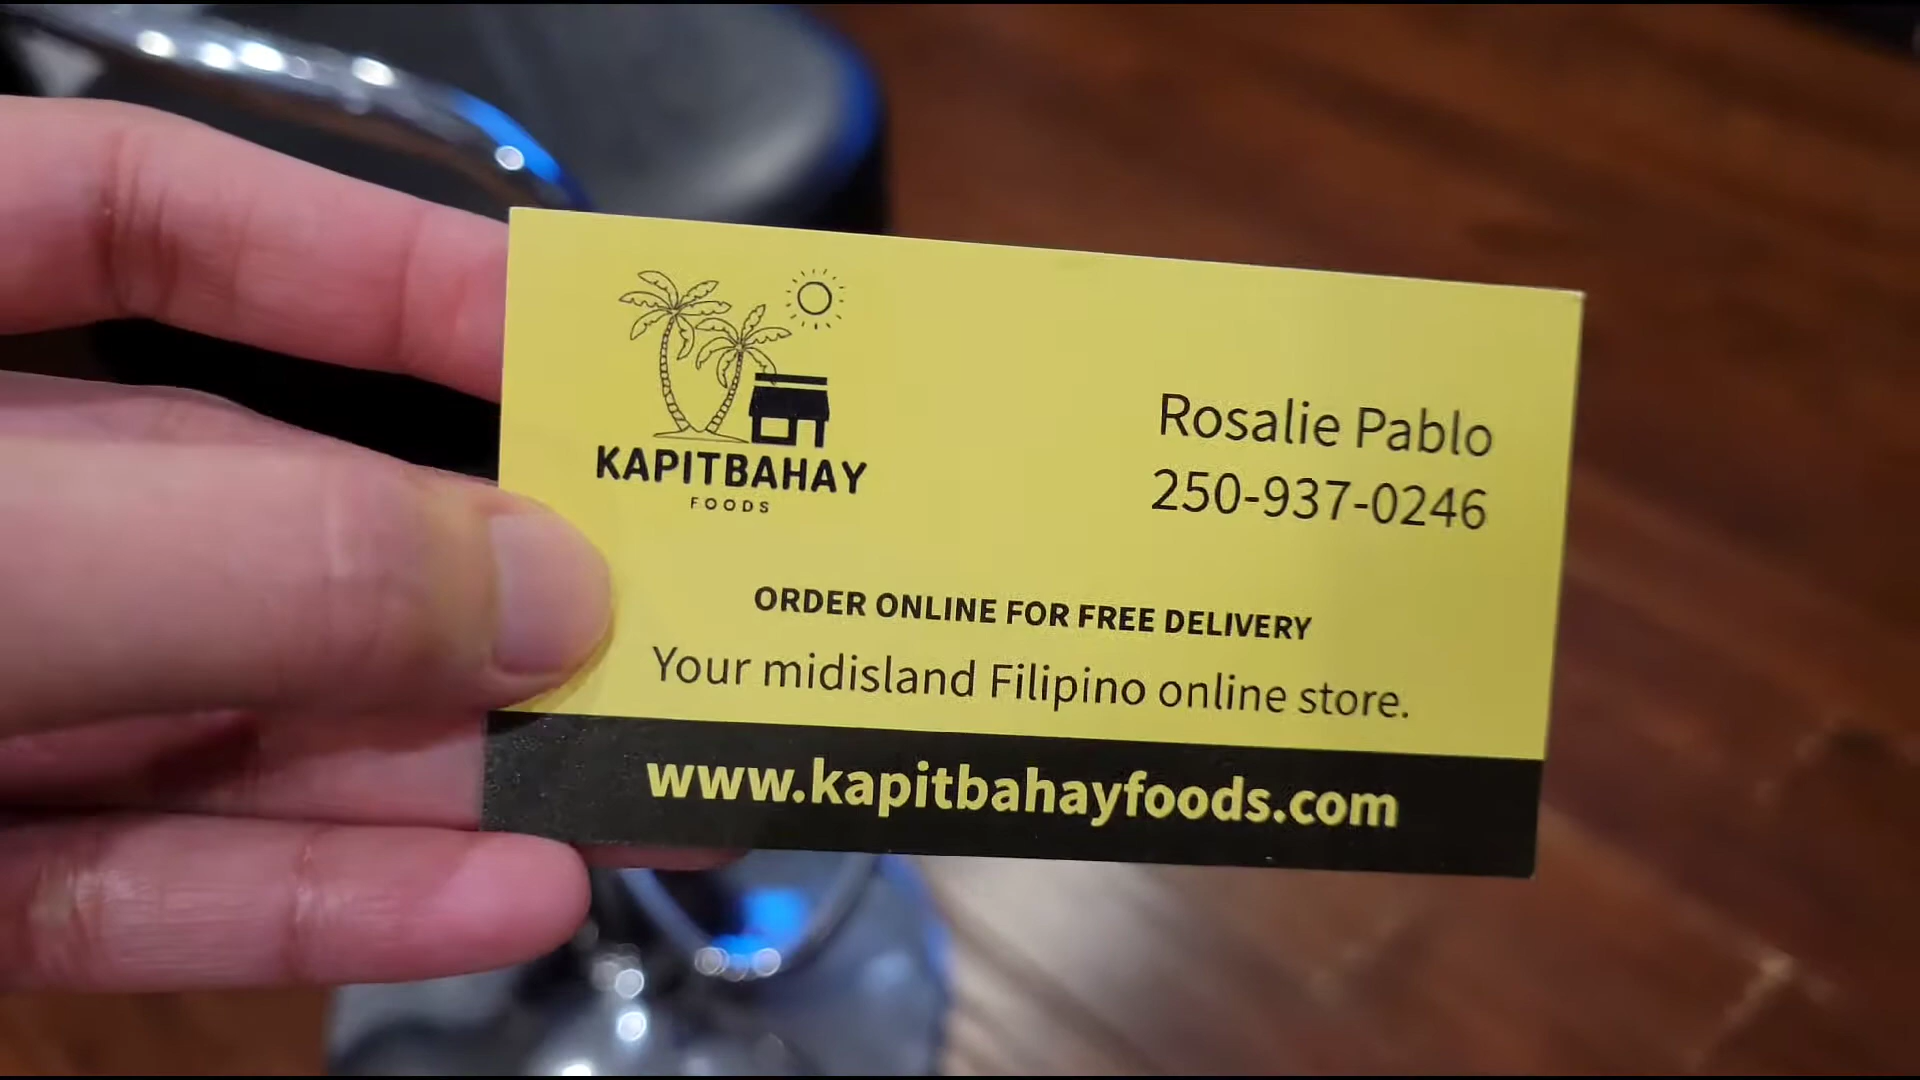 KAPITBAHAY
FOODS
Rosalie Pablo
250-937-0246
ORDER ONLINE FOR FREE DELIVERY
Your midisland Filipino online store.
www.kapitbahayfoods.com